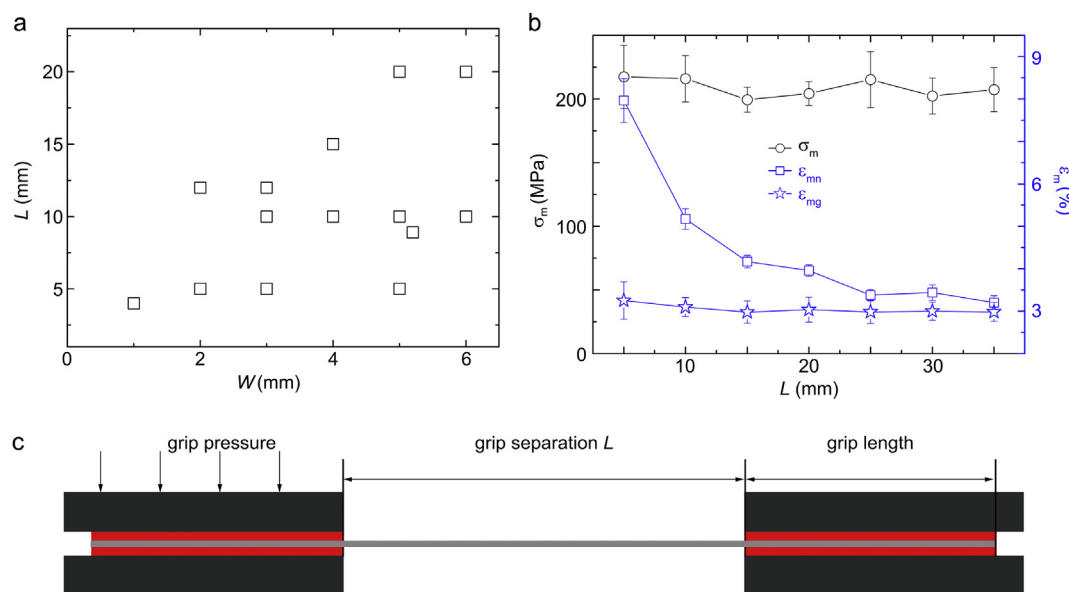 a
L (mm)
20
15
10
5
0
2
4
6
W (mm)
b
σm (MPa)
200
100
0
σm
εmn
εmg
9
6
3
εm (%)
10
20
30
L (mm)
c
grip pressure
grip separation L
grip length